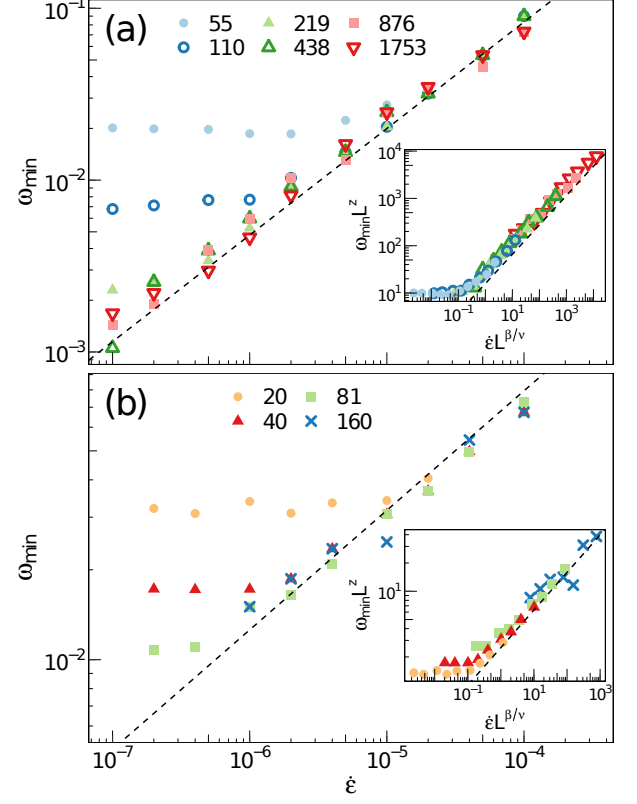 (a)
55 219 876
110 438 1753
10⁻¹
10⁻²
10⁻³
ω_min
10⁴
10³
10²
10¹
ω_min L^z
10⁻¹ 10¹ 10³
ε̇L^{β/ν}
(b)
20 81
40 160
10⁻²
ω_min
10¹
ω_min L^z
10⁻¹ 10¹ 10³
ε̇L^{β/ν}
10⁻⁷ 10⁻⁶ 10⁻⁵ 10⁻⁴
ε̇